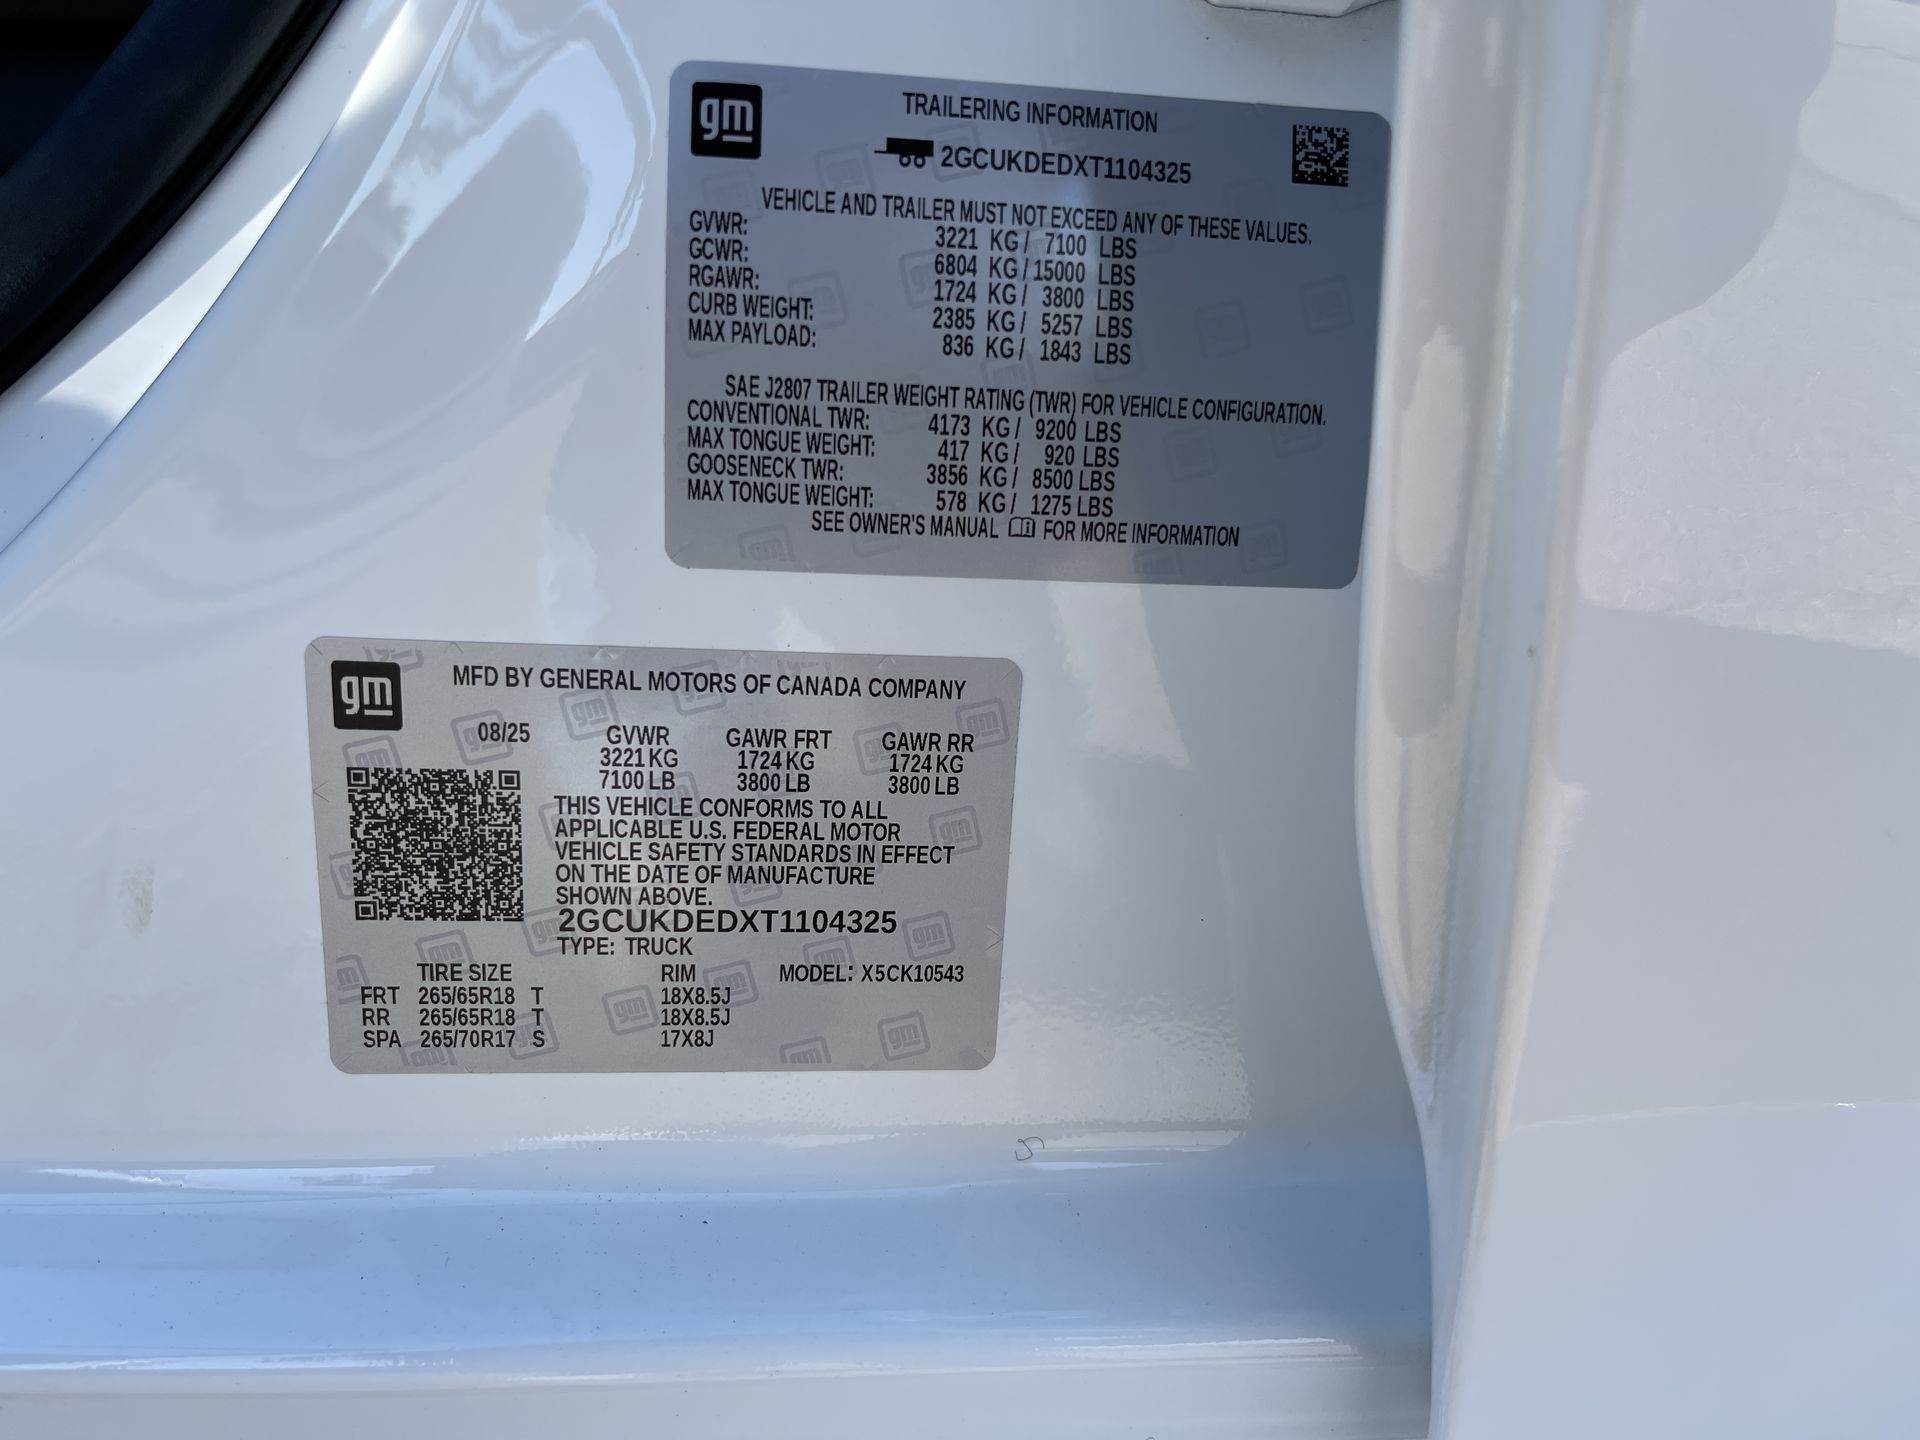 gm
TRAILERING INFORMATION
2GCUKDEDXT1104325
VEHICLE AND TRAILER MUST NOT EXCEED ANY OF THESE VALUES.
GVWR: 3221 KG / 7100 LBS
GCWR: 6804 KG / 15000 LBS
RGAWR: 1724 KG / 3800 LBS
CURB WEIGHT: 2385 KG / 5257 LBS
MAX PAYLOAD: 836 KG / 1843 LBS
SAE J2807 TRAILER WEIGHT RATING (TWR) FOR VEHICLE CONFIGURATION.
CONVENTIONAL TWR: 4173 KG / 9200 LBS
MAX TONGUE WEIGHT: 417 KG / 920 LBS
GOOSENECK TWR: 3856 KG / 8500 LBS
MAX TONGUE WEIGHT: 578 KG / 1275 LBS
SEE OWNER'S MANUAL FOR MORE INFORMATION
gm
MFD BY GENERAL MOTORS OF CANADA COMPANY
08/25 GVWR GAWR FRT GAWR RR
3221 KG 1724 KG 1724 KG
7100 LB 3800 LB 3800 LB
THIS VEHICLE CONFORMS TO ALL
APPLICABLE U.S. FEDERAL MOTOR
VEHICLE SAFETY STANDARDS IN EFFECT
ON THE DATE OF MANUFACTURE
SHOWN ABOVE.
2GCUKDEDXT1104325
TYPE: TRUCK
TIRE SIZE RIM MODEL: X5CK10543
FRT 265/65R18 T 18X8.5J
RR 265/65R18 T 18X8.5J
SPA 265/70R17 S 17X8J